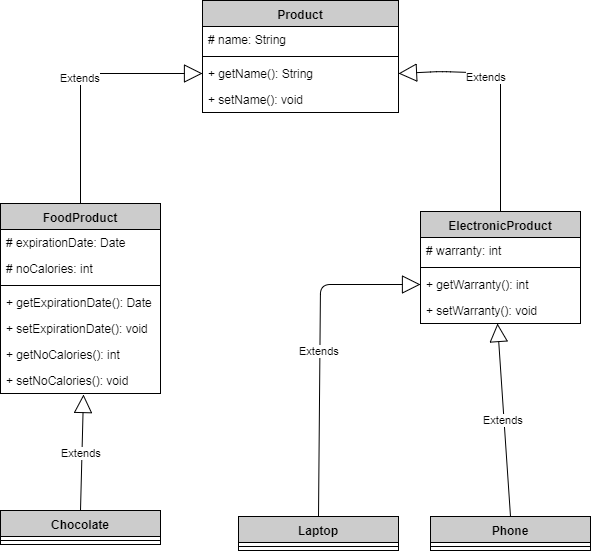 Product
# name: String
+ getName(): String
+ setName(): void
Extends
Extends
FoodProduct
# expirationDate: Date
# noCalories: int
+ getExpirationDate(): Date
+ setExpirationDate(): void
+ getNoCalories(): int
+ setNoCalories(): void
ElectronicProduct
# warranty: int
+ getWarranty(): int
+ setWarranty(): void
Extends
Extends
Extends
Chocolate
Laptop
Phone